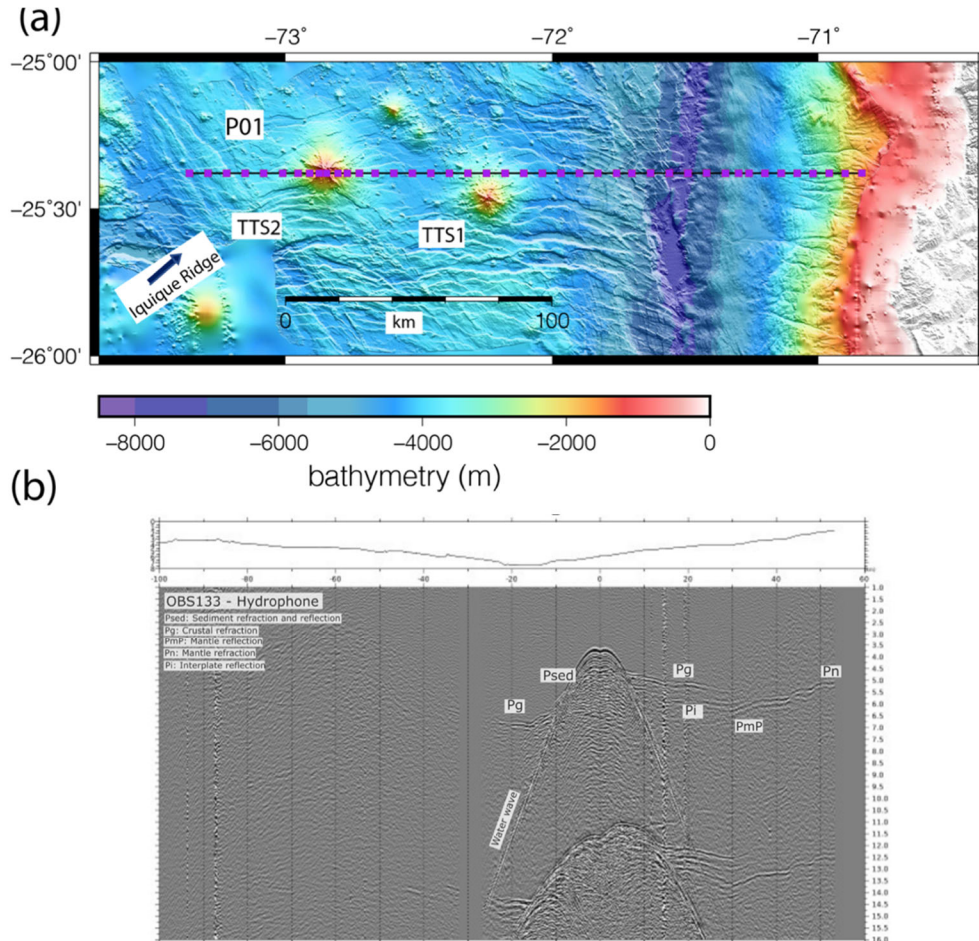 (a)
−73° −72° −71°
−25°00'
P01
−25°30'
TTS2 TTS1
Iquique Ridge
0 km 100
−26°00'
−8000 −6000 −4000 −2000 0
bathymetry (m)
(b)
-100 -80 -60 -40 -20 0 20 40 60
OBS133 - Hydrophone
Psed: Sediment refraction and reflection
Pg: Crustal refraction
PmP: Mantle reflection
Pn: Mantle refraction
Pi: Interplate reflection
1.0
1.5
2.0
2.5
3.0
3.5
4.0
Psed Pg Pn 4.5
5.0
5.5
Pg Pi 6.0
PmP 6.5
7.0
7.5
8.0
8.5
9.0
9.5
10.0
10.5
Water wave 11.0
11.5
12.0
12.5
13.0
13.5
14.0
14.5
15.0
15.5
16.0